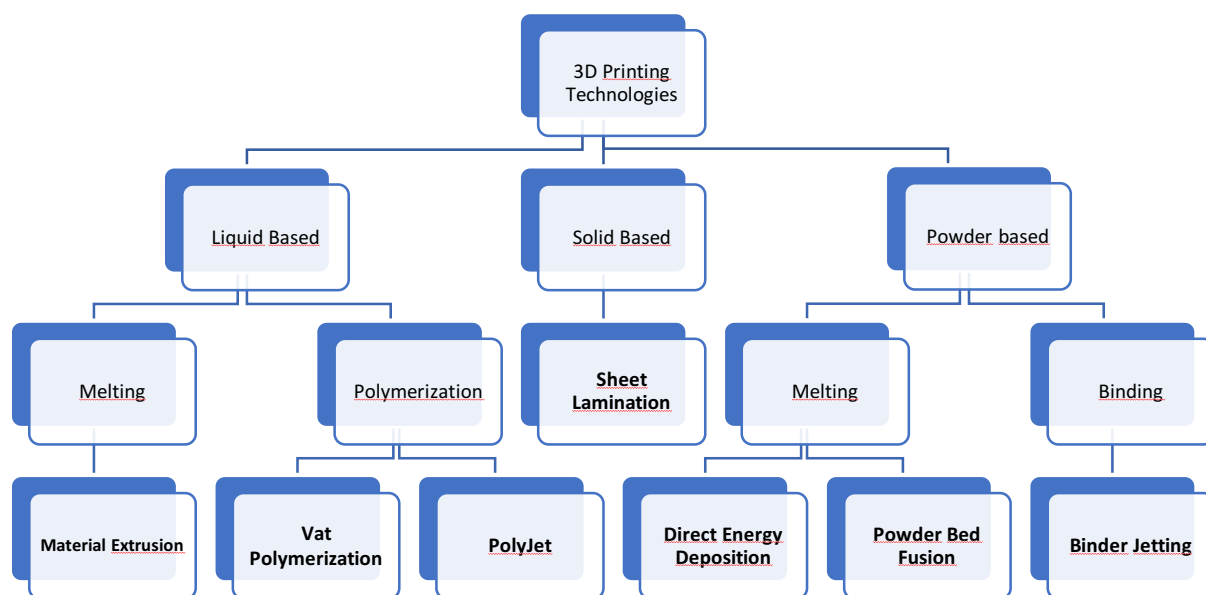 3D Printing
Technologies
Liquid Based
Solid Based
Powder based
Melting
Polymerization
Sheet
Lamination
Melting
Binding
Material Extrusion
Vat
Polymerization
PolyJet
Direct Energy
Deposition
Powder Bed
Fusion
Binder Jetting